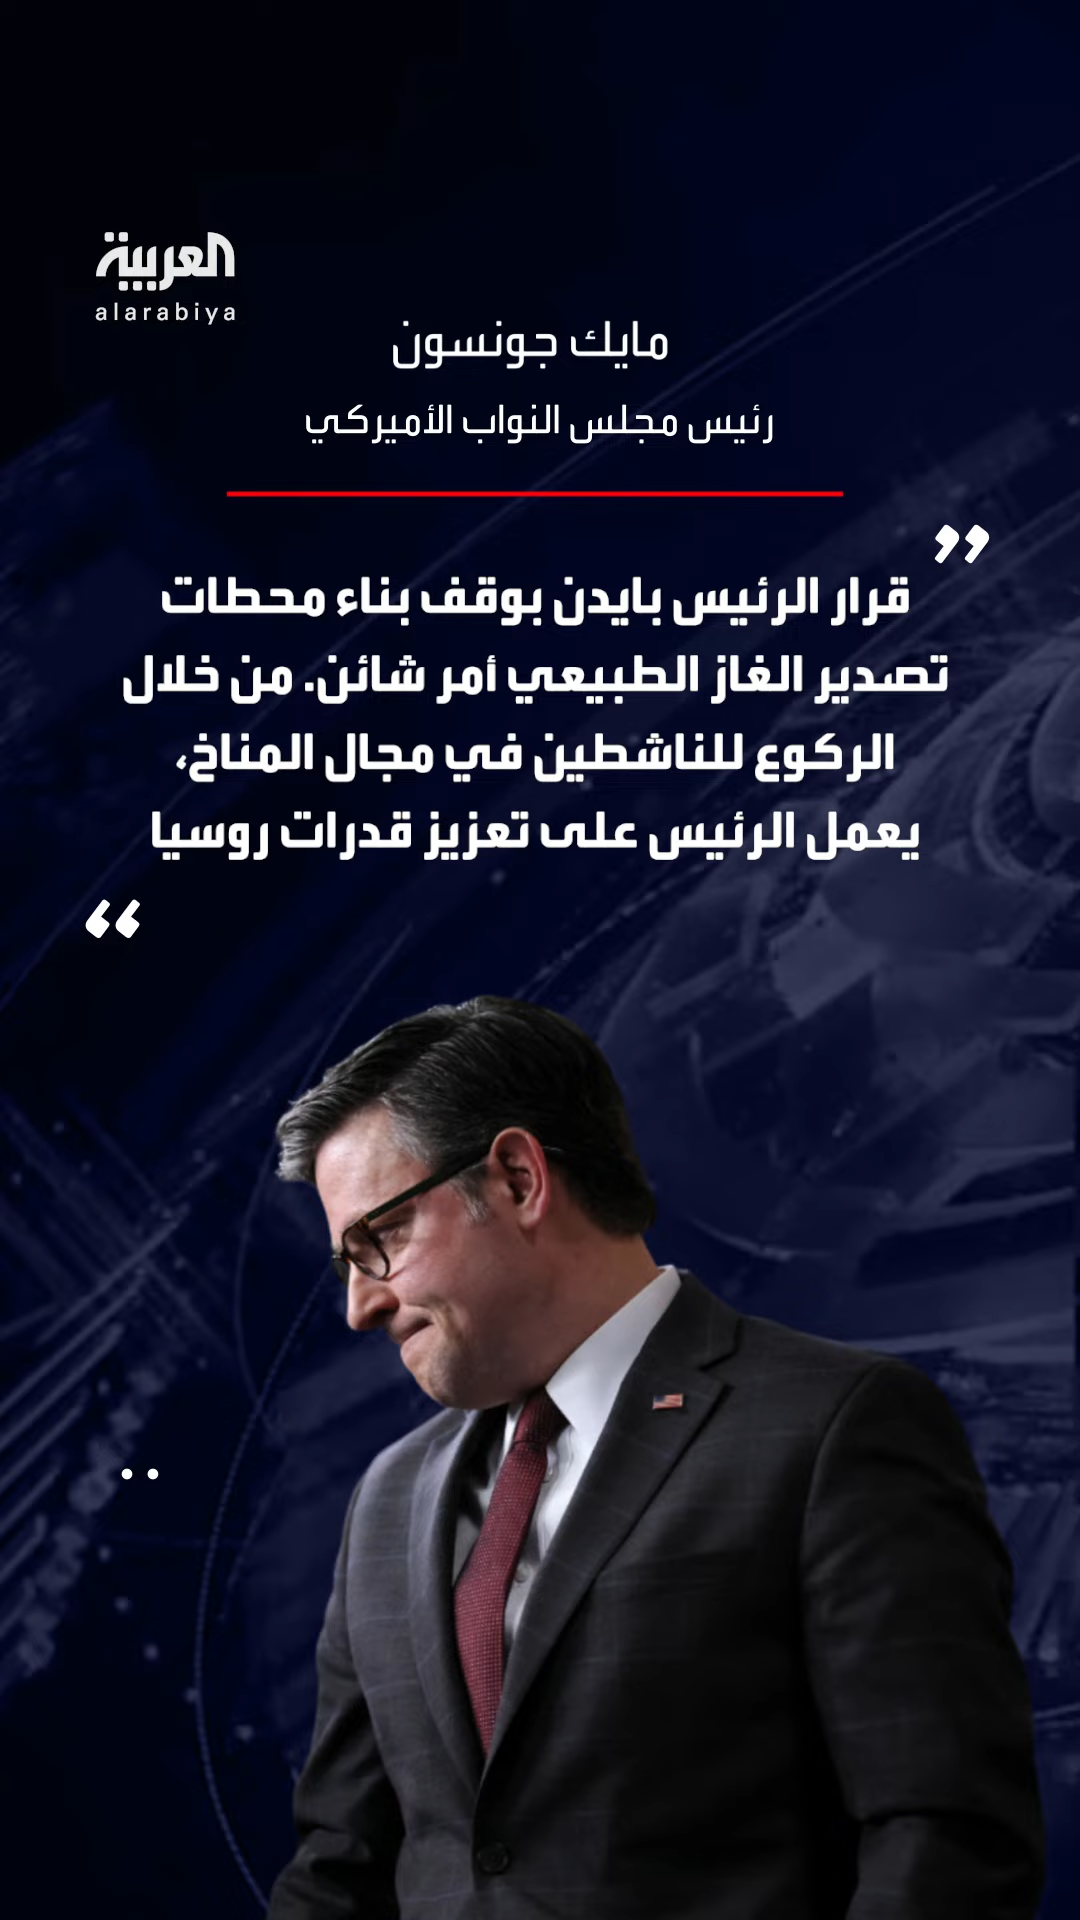 العربية
alarabiya
مايك جونسون
رئيس مجلس النواب الأميركي
”
قرار الرئيس بايدن بوقف بناء محطات
تصدير الغاز الطبيعي أمر شائن. من خلال
الركوع للناشطين في مجال المناخ،
يعمل الرئيس على تعزيز قدرات روسيا
“